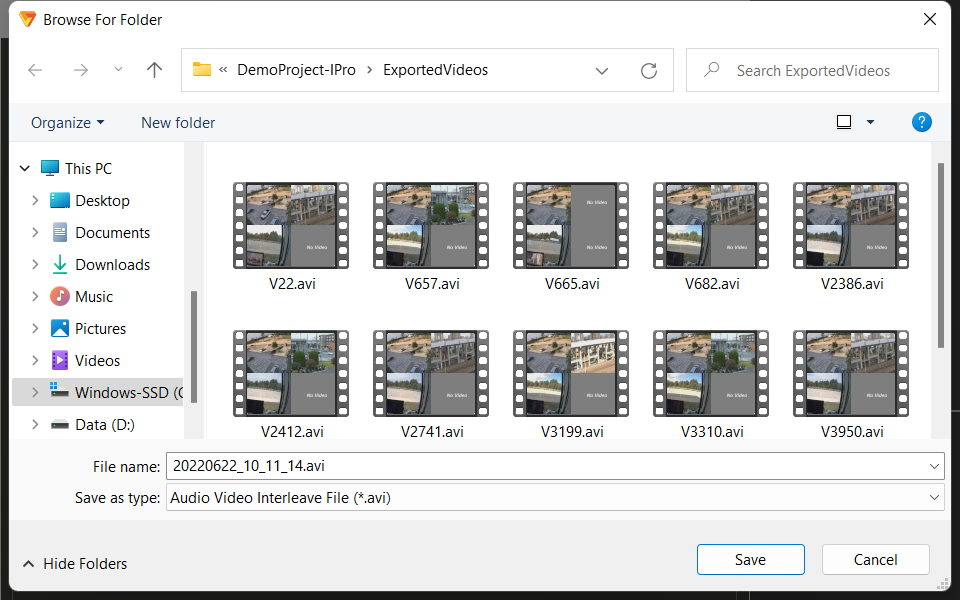 Browse For Folder
« DemoProject-IPro › ExportedVideos
Search ExportedVideos
Organize
New folder
This PC
Desktop
Documents
Downloads
Music
Pictures
Videos
Windows-SSD (C
Data (D:)
No Video
No Video
No Video
No Video
No Video
No Video
V22.avi
V657.avi
V665.avi
V682.avi
V2386.avi
No Video
No Video
No Video
No Video
No Video
V2412.avi
V2741.avi
V3199.avi
V3310.avi
V3950.avi
File name: 20220622_10_11_14.avi
Save as type: Audio Video Interleave File (*.avi)
Hide Folders
Save
Cancel